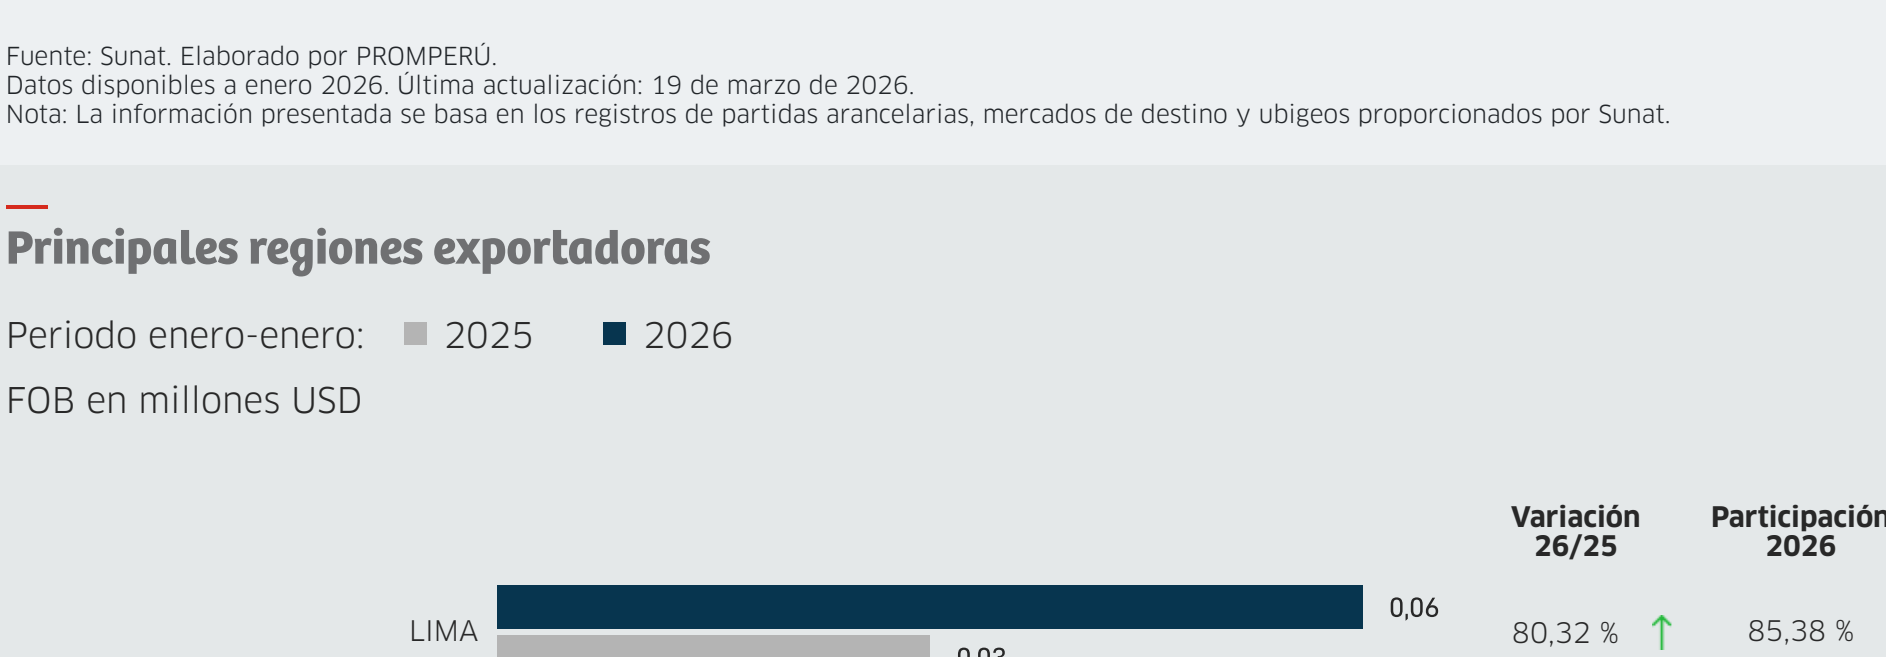 Fuente: Sunat. Elaborado por PROMPERÚ.
Datos disponibles a enero 2026. Última actualización: 19 de marzo de 2026.
Nota: La información presentada se basa en los registros de partidas arancelarias, mercados de destino y ubigeos proporcionados por Sunat.
Principales regiones exportadoras
Periodo enero-enero: 2025 2026
FOB en millones USD
Variación Participación
26/25 2026
LIMA 0,06 80,32 % ↑ 85,38 %
0,03